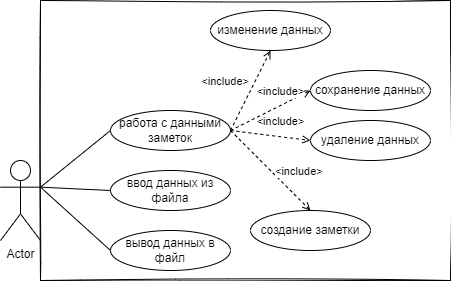 изменение данных
<include>
сохранение данных
<include>
<include>
работа с данными
заметок
удаление данных
<include>
ввод данных из
файла
создание заметки
вывод данных в
файл
Actor